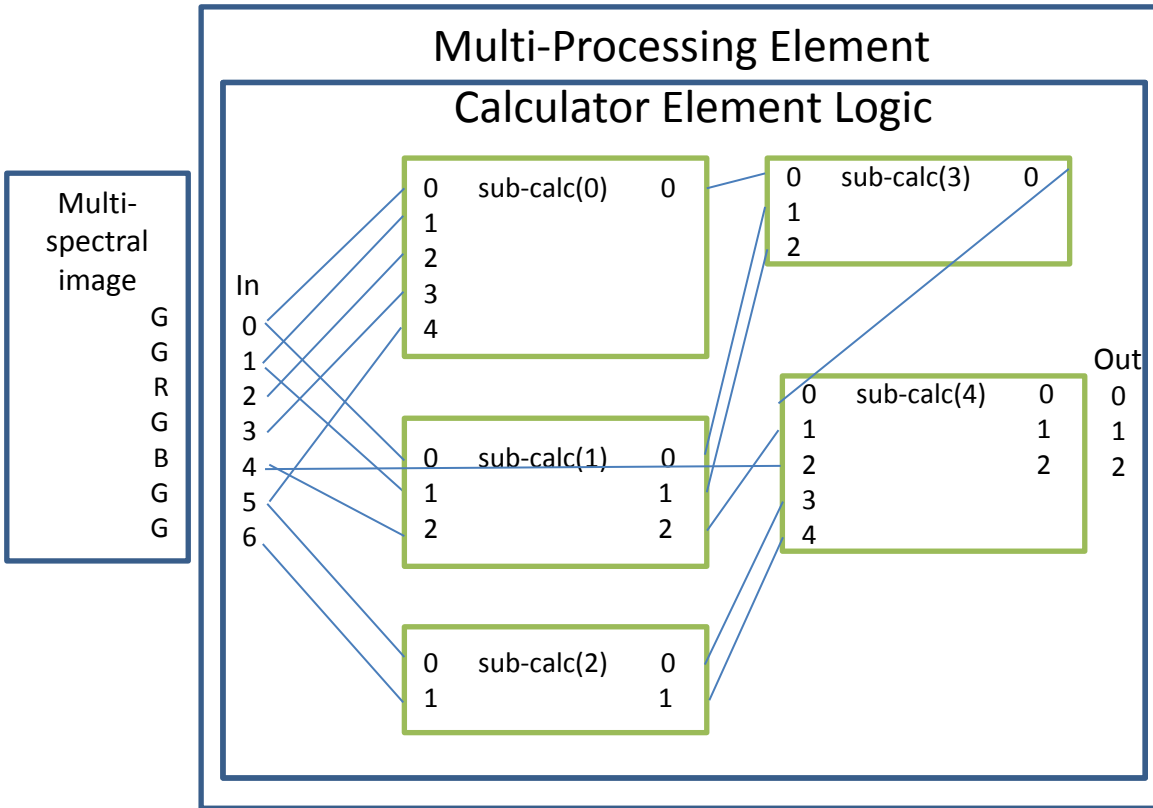 Multi-Processing Element
Calculator Element Logic
Multi-
spectral
image
G
G
R
G
B
G
G
In
0
1
2
3
4
5
6
0 sub-calc(0) 0
1
2
3
4
0 sub-calc(1) 0
1 1
2 2
0 sub-calc(2) 0
1 1
0 sub-calc(3) 0
1
2
0 sub-calc(4) 0
1 1
2 2
3
4
Out
0
1
2